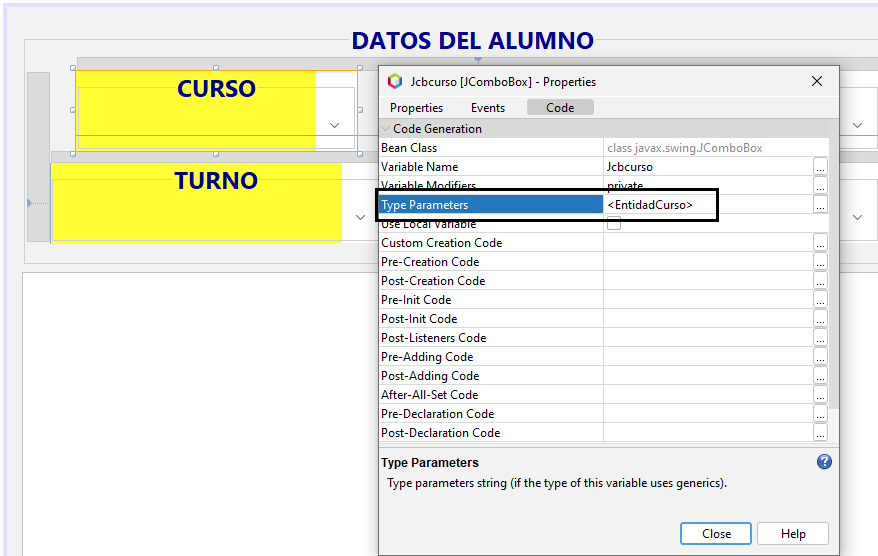 DATOS DEL ALUMNO
CURSO
TURNO
Jcbcurso [JComboBox] - Properties
Properties Events Code
Code Generation
Bean Class class javax.swing.JComboBox
Variable Name Jcbcurso ...
Variable Modifiers private ...
Type Parameters <EntidadCurso> ...
Use Local Variable
Custom Creation Code ...
Pre-Creation Code ...
Post-Creation Code ...
Pre-Init Code ...
Post-Init Code ...
Post-Listeners Code ...
Pre-Adding Code ...
Post-Adding Code ...
After-All-Set Code ...
Pre-Declaration Code ...
Post-Declaration Code ...
Type Parameters ?
Type parameters string (if the type of this variable uses generics).
Close Help